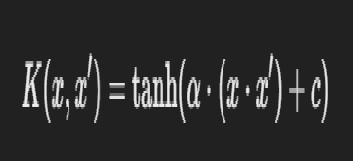 K(x, x') = tanh(α · (x · x') + c)